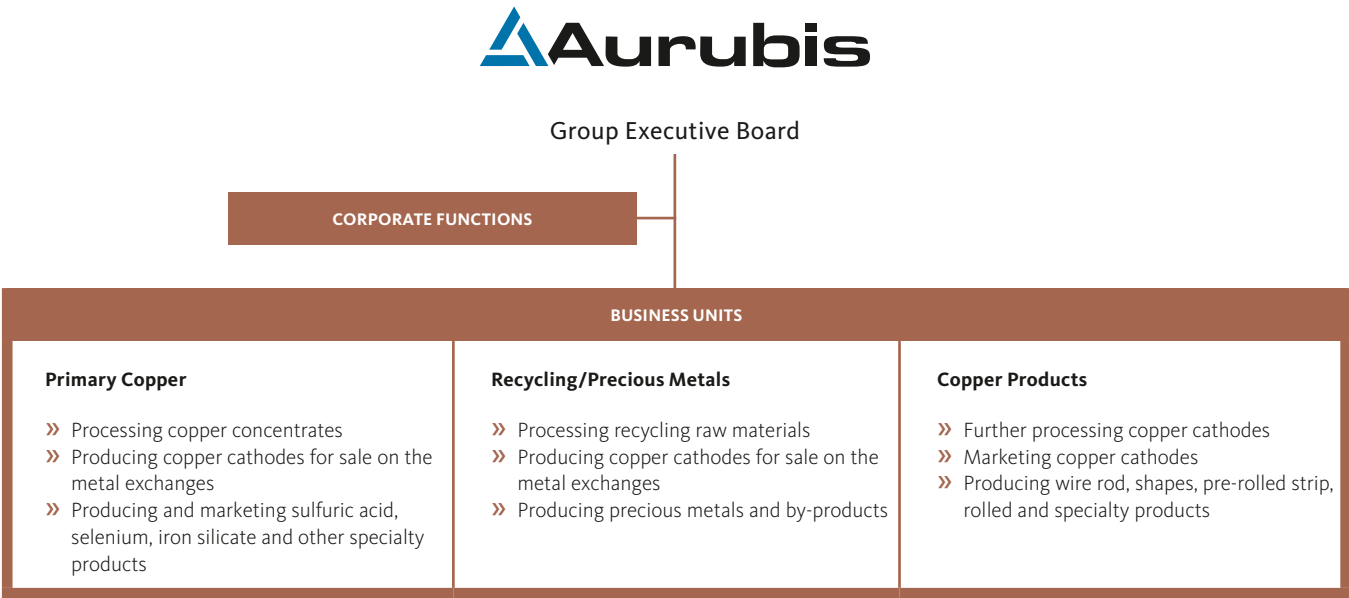 Aurubis
Group Executive Board
CORPORATE FUNCTIONS
BUSINESS UNITS
Primary Copper
» Processing copper concentrates
» Producing copper cathodes for sale on the
metal exchanges
» Producing and marketing sulfuric acid,
selenium, iron silicate and other specialty
products
Recycling/Precious Metals
» Processing recycling raw materials
» Producing copper cathodes for sale on the
metal exchanges
» Producing precious metals and by-products
Copper Products
» Further processing copper cathodes
» Marketing copper cathodes
» Producing wire rod, shapes, pre-rolled strip,
rolled and specialty products